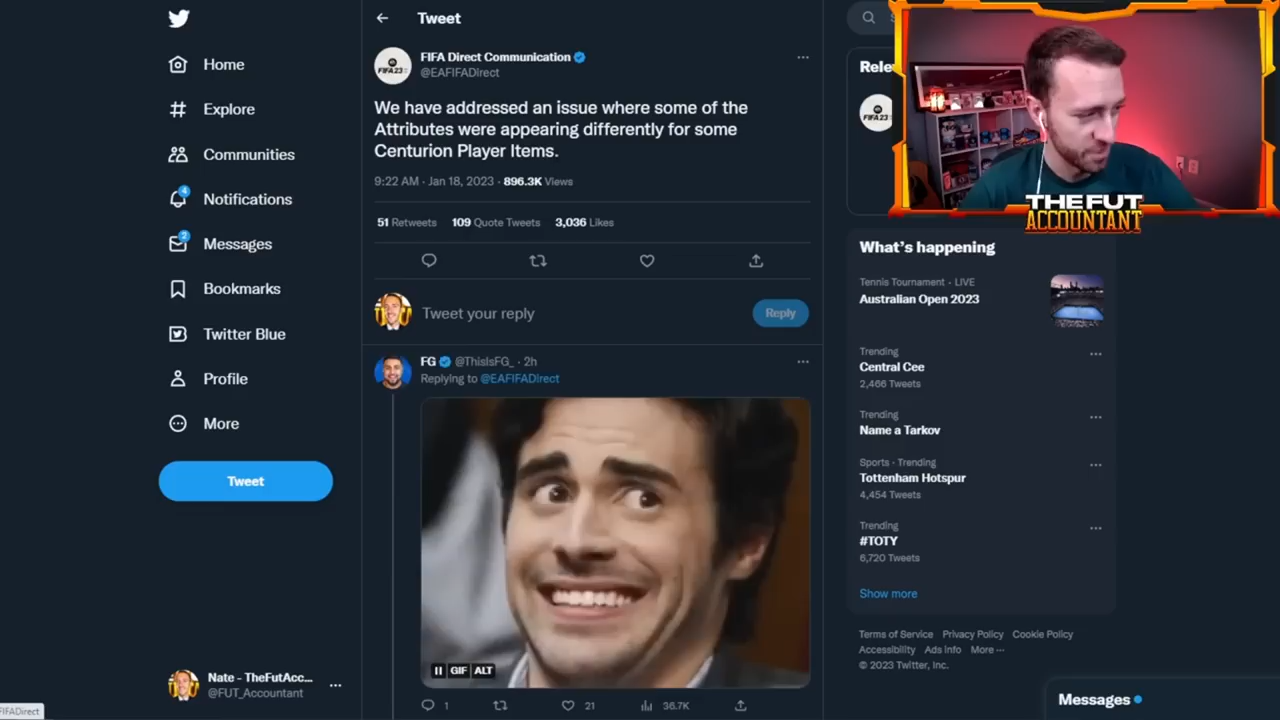 Home
Explore
Communities
4
Notifications
2
Messages
Bookmarks
Twitter Blue
Profile
More
Tweet
Nate - TheFutAcc...
@FUT_Accountant
FIFADirect
Tweet
FIFA23
FIFA Direct Communication
@EAFIFADirect
We have addressed an issue where some of the
Attributes were appearing differently for some
Centurion Player Items.
9:22 AM · Jan 18, 2023 · 896.3K Views
51 Retweets 109 Quote Tweets 3,036 Likes
Tweet your reply
Reply
FG @ThisIsFG_ · 2h
Replying to @EAFIFADirect
GIF ALT
1 21 36.7K
Rele
FIFA23
THE FUT
ACCOUNTANT
What's happening
Tennis Tournament · LIVE
Australian Open 2023
Trending
Central Cee
2,466 Tweets
Trending
Name a Tarkov
Sports · Trending
Tottenham Hotspur
4,454 Tweets
Trending
#TOTY
6,720 Tweets
Show more
Terms of Service Privacy Policy Cookie Policy
Accessibility Ads info More ···
© 2023 Twitter, Inc.
Messages